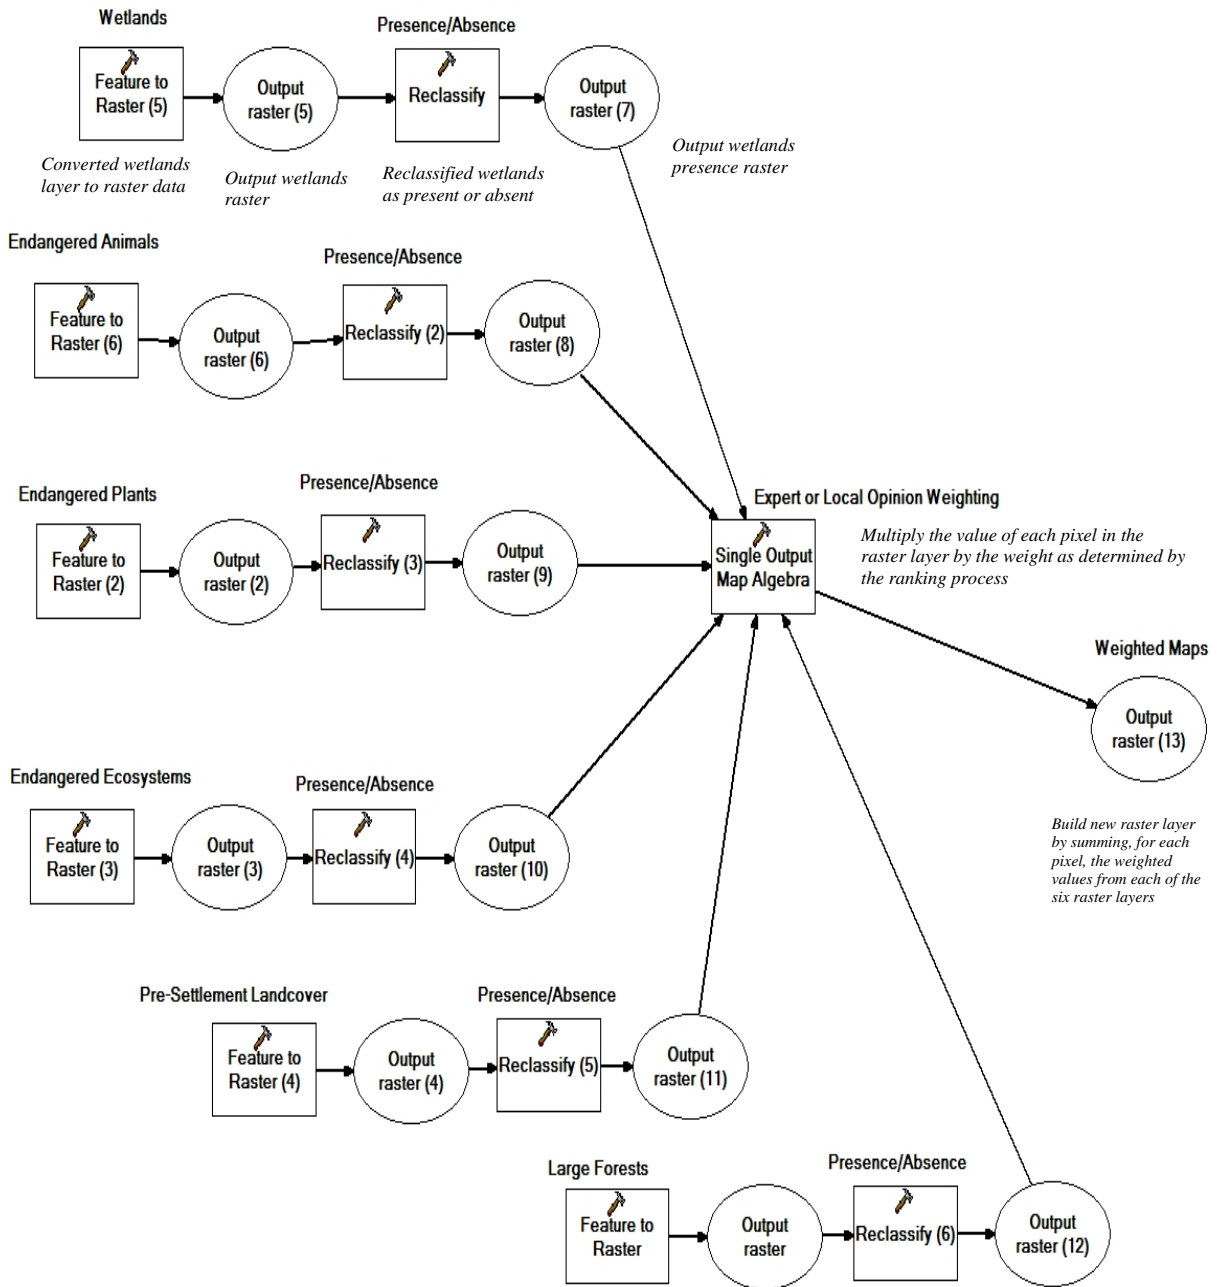 Wetlands
Presence/Absence
Feature to
Raster (5)
Output
raster (5)
Reclassify
Output
raster (7)
Converted wetlands
layer to raster data
Output wetlands
raster
Reclassified wetlands
as present or absent
Output wetlands
presence raster
Endangered Animals
Presence/Absence
Feature to
Raster (6)
Output
raster (6)
Reclassify (2)
Output
raster (8)
Endangered Plants
Presence/Absence
Feature to
Raster (2)
Output
raster (2)
Reclassify (3)
Output
raster (9)
Expert or Local Opinion Weighting
Single Output
Map Algebra
Multiply the value of each pixel in the
raster layer by the weight as determined by
the ranking process
Weighted Maps
Output
raster (13)
Build new raster layer
by summing, for each
pixel, the weighted
values from each of the
six raster layers
Endangered Ecosystems
Presence/Absence
Feature to
Raster (3)
Output
raster (3)
Reclassify (4)
Output
raster (10)
Pre-Settlement Landcover
Presence/Absence
Feature to
Raster (4)
Output
raster (4)
Reclassify (5)
Output
raster (11)
Large Forests
Presence/Absence
Feature to
Raster
Output
raster
Reclassify (6)
Output
raster (12)